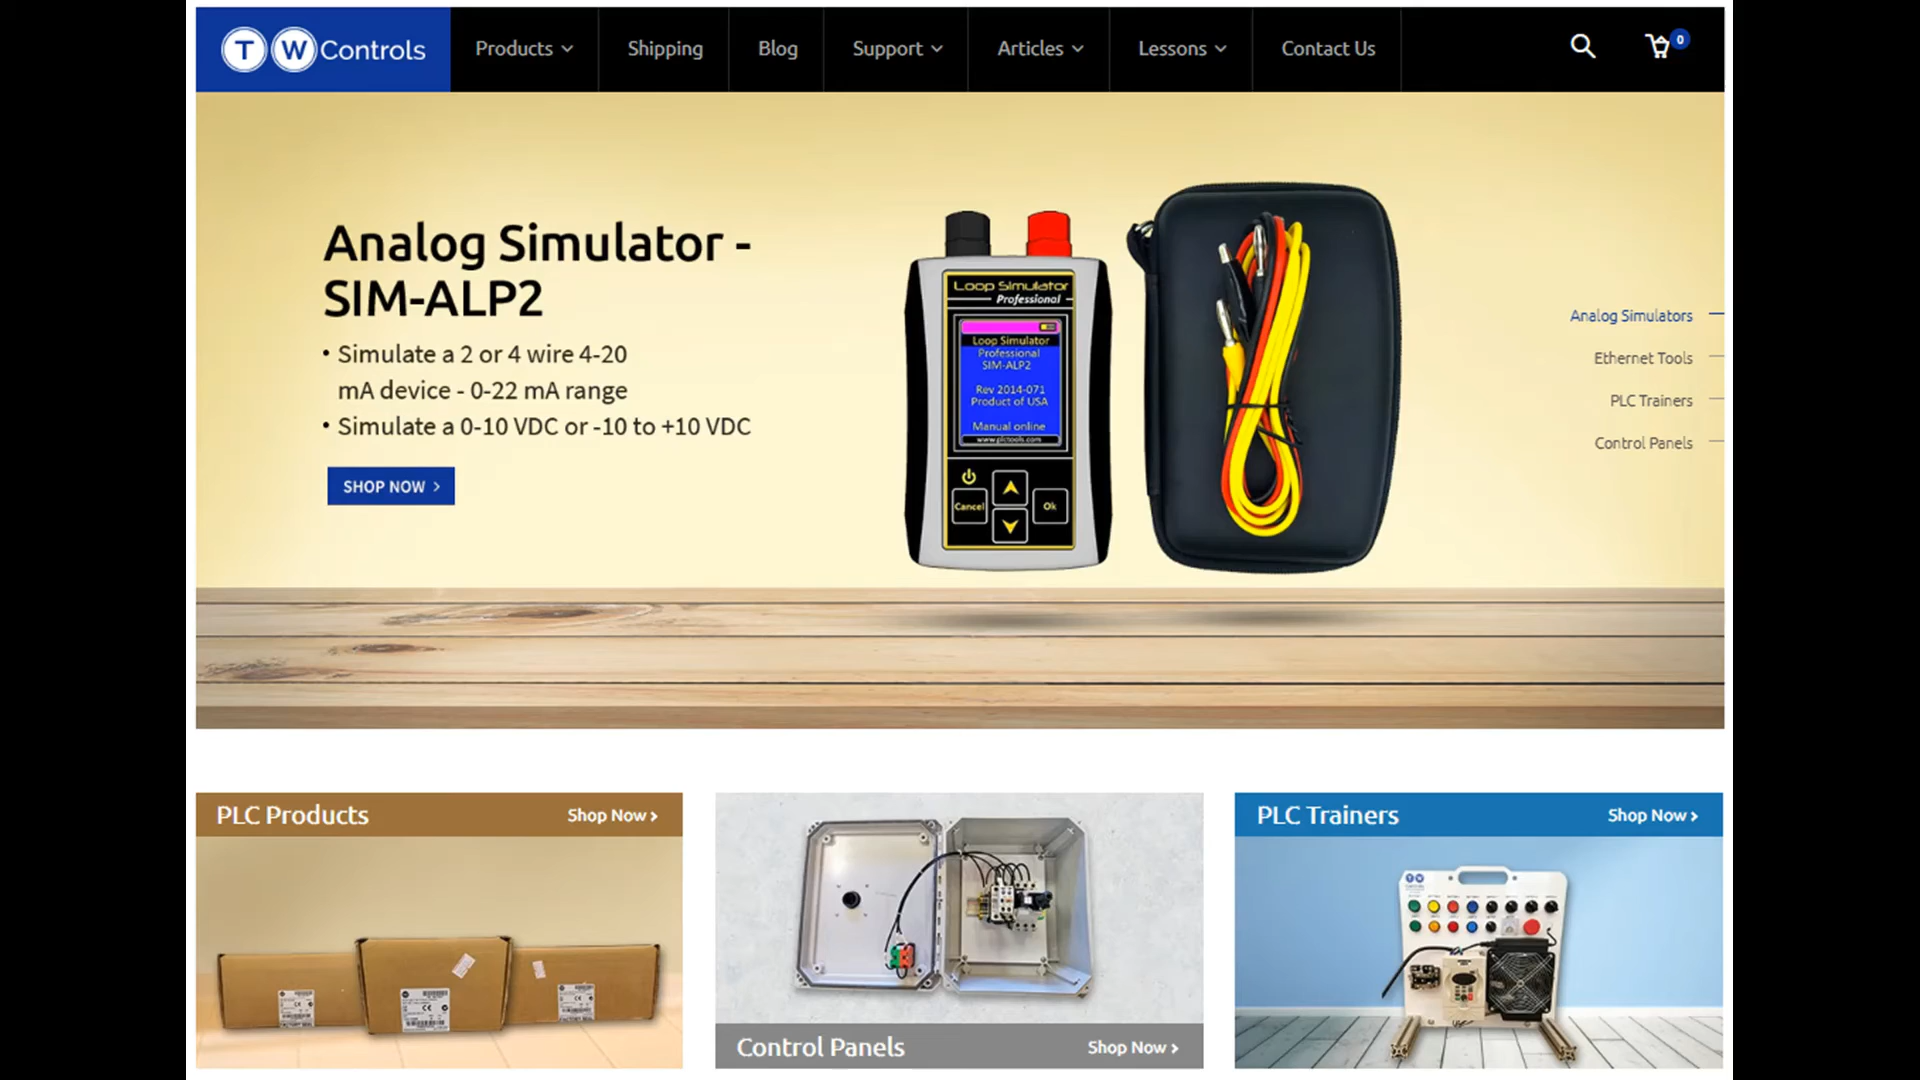 TW Controls
Products
Shipping
Blog
Support
Articles
Lessons
Contact Us
0
Analog Simulator -
SIM-ALP2
• Simulate a 2 or 4 wire 4-20
mA device - 0-22 mA range
• Simulate a 0-10 VDC or -10 to +10 VDC
SHOP NOW >
Loop Simulator
Professional
Loop Simulator
Professional
SIM-ALP2
Rev 2014-071
Product of USA
Manual online
www.plctools.com
Cancel
Ok
Analog Simulators
Ethernet Tools
PLC Trainers
Control Panels
PLC Products
Shop Now >
Control Panels
Shop Now >
PLC Trainers
Shop Now >